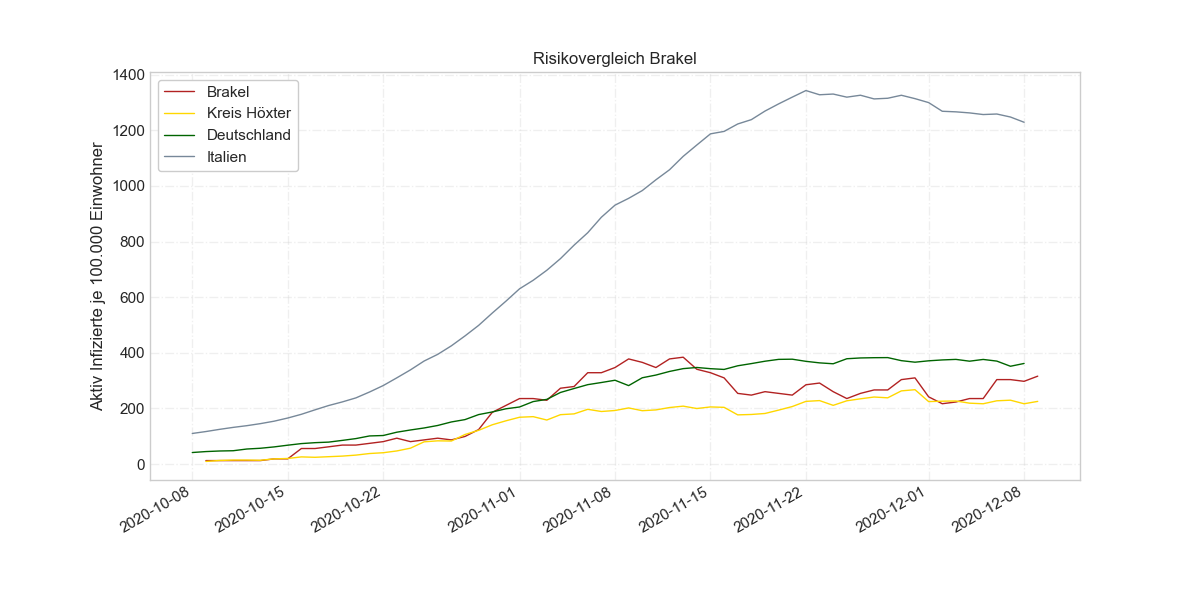 Risikovergleich Brakel
Aktiv Infizierte je 100.000 Einwohner
1400
1200
1000
800
600
400
200
0
Brakel
Kreis Höxter
Deutschland
Italien
2020-10-08
2020-10-15
2020-10-22
2020-11-01
2020-11-08
2020-11-15
2020-11-22
2020-12-01
2020-12-08